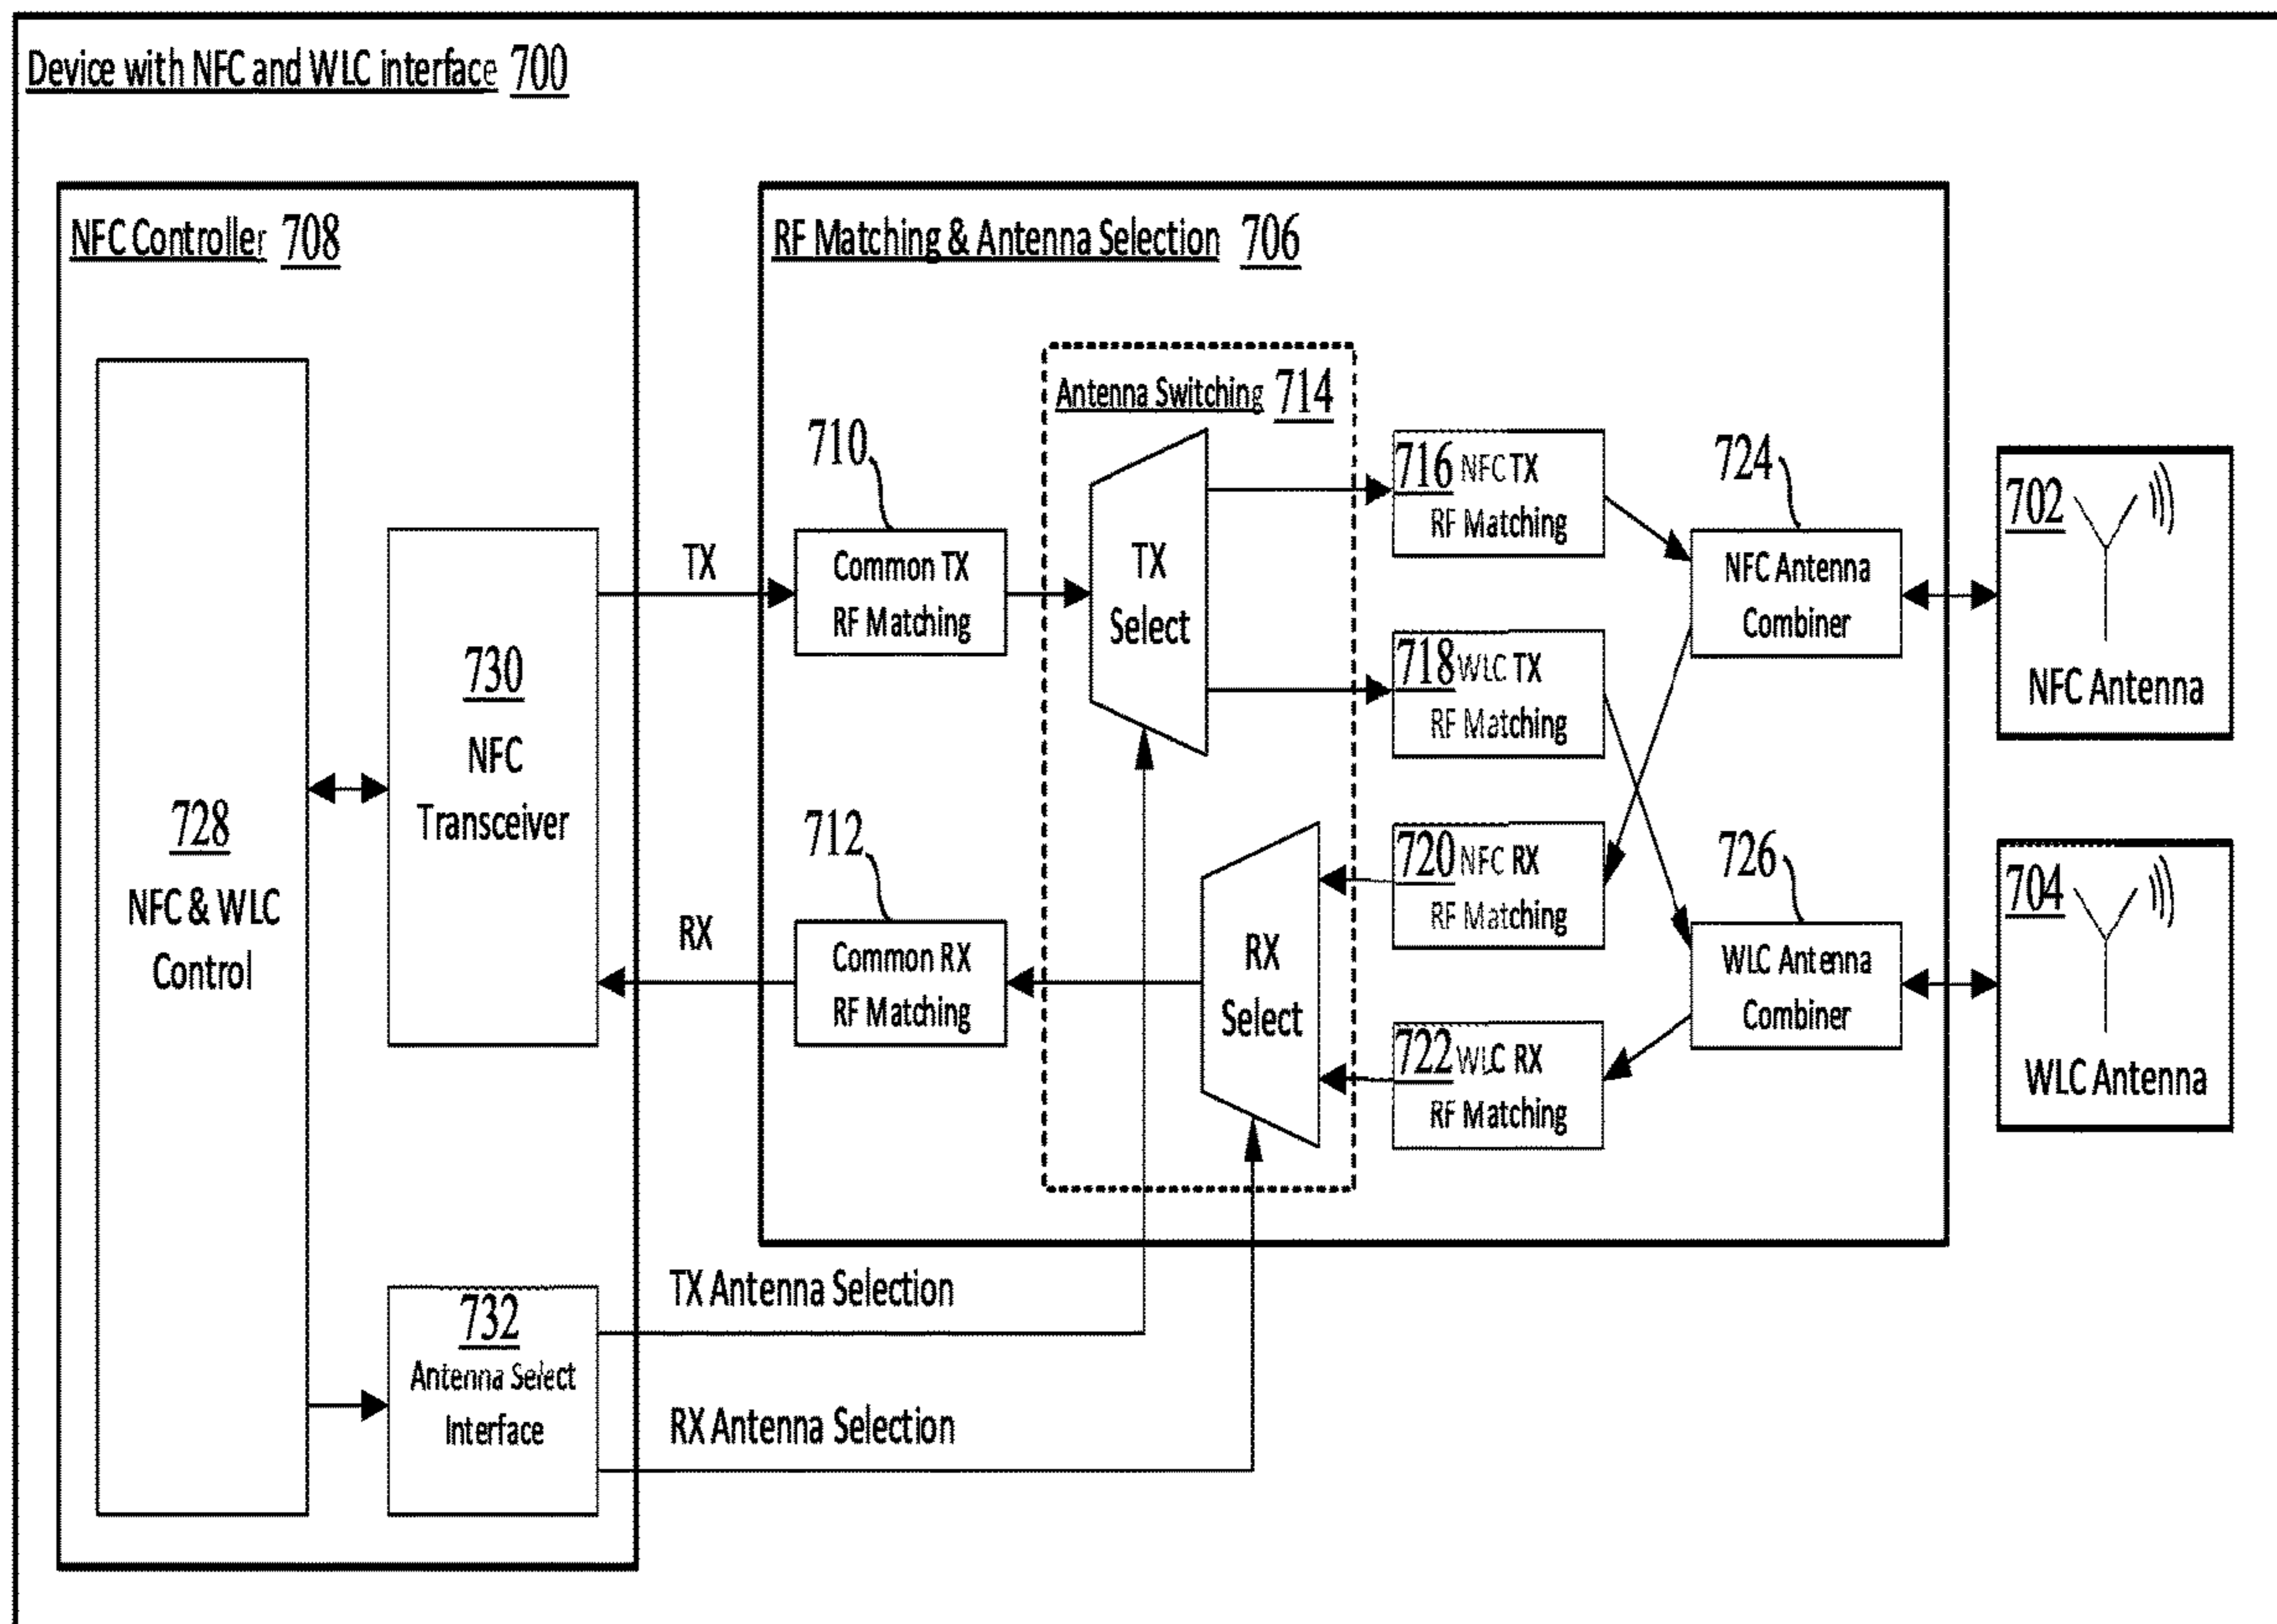 Device with NFC and WLC interface 700
NFC Controller 708
RF Matching & Antenna Selection 706
Antenna Switching 714
710
Common TX
RF Matching
TX
Select
716 NFC TX
RF Matching
724
NFC Antenna
Combiner
702
NFC Antenna
TX
730
NFC
Transceiver
718 WLC TX
RF Matching
728
NFC & WLC
Control
712
Common RX
RF Matching
RX
RX
Select
720 NFC RX
RF Matching
726
WLC Antenna
Combiner
704
WLC Antenna
722 WLC RX
RF Matching
732
Antenna Select
Interface
TX Antenna Selection
RX Antenna Selection